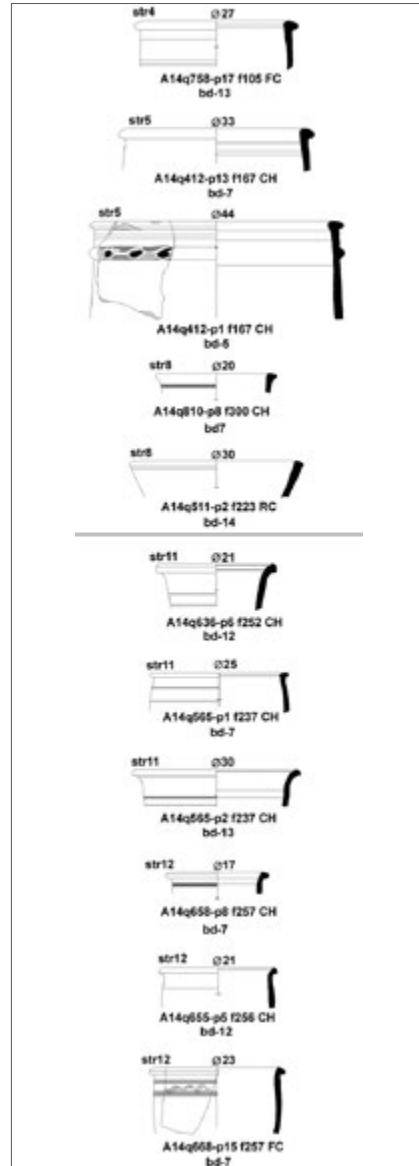 str4 Ø27
A14q758-p17 f105 FC
bd-13
str5 Ø33
A14q412-p13 f167 CH
bd-7
str5 Ø44
A14q412-p1 f167 CH
bd-5
str8 Ø20
A14q810-p8 f300 CH
bd7
str8 Ø30
A14q511-p2 f223 RC
bd-14
str11 Ø21
A14q636-p6 f252 CH
bd-12
str11 Ø25
A14q565-p1 f237 CH
bd-7
str11 Ø30
A14q565-p2 f237 CH
bd-13
str12 Ø17
A14q658-p8 f257 CH
bd-7
str12 Ø21
A14q655-p5 f256 CH
bd-12
str12 Ø23
A14q668-p15 f257 FC
bd-7